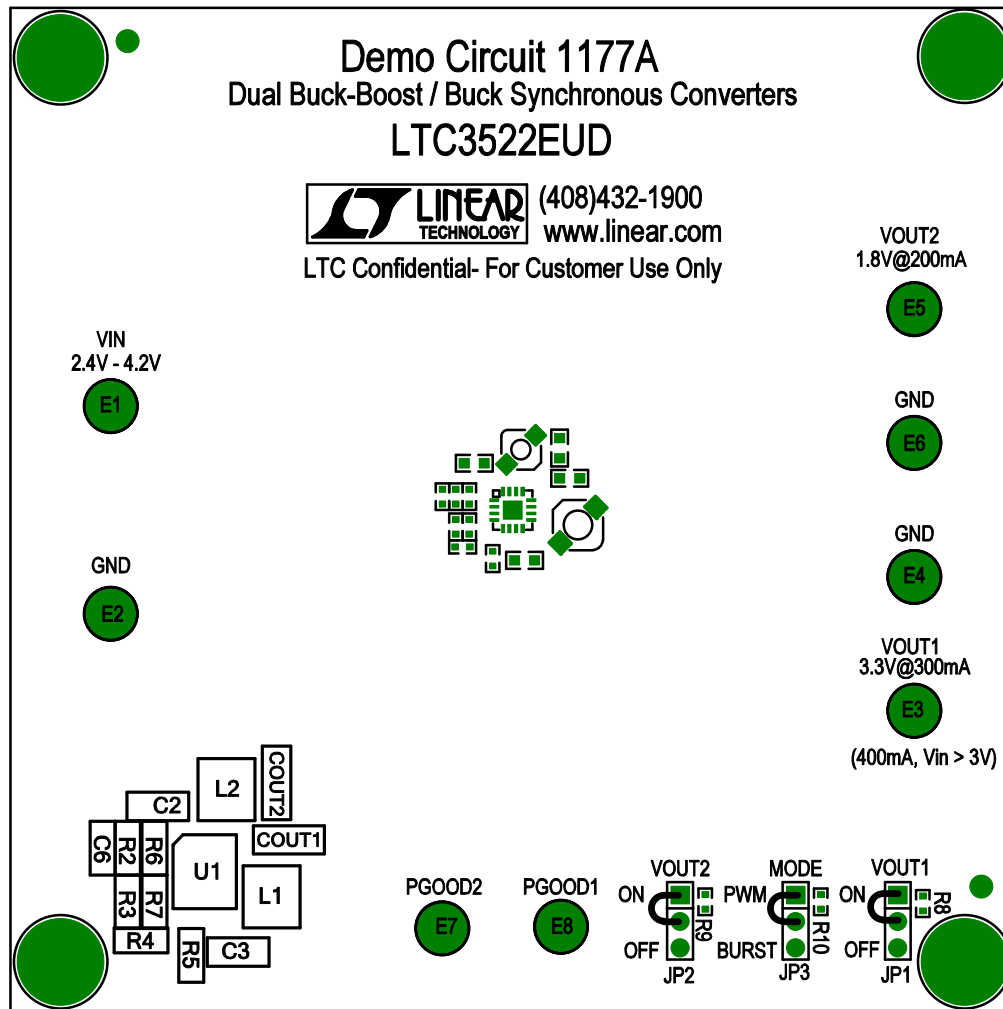 Demo Circuit 1177A
Dual Buck-Boost / Buck Synchronous Converters
LTC3522EUD
LINEAR
TECHNOLOGY
(408)432-1900
www.linear.com
LTC Confidential- For Customer Use Only
VOUT2
1.8V@200mA
E5
VIN
2.4V - 4.2V
E1
GND
E6
GND
E2
GND
E4
VOUT1
3.3V@300mA
E3
(400mA, Vin > 3V)
L2
COUT2
C2
COUT1
C6
R2
R6
U1
L1
R3
R7
R4
R5
C3
PGOOD2
E7
PGOOD1
E8
VOUT2
ON
OFF
R9
JP2
MODE
PWM
BURST
R10
JP3
VOUT1
ON
OFF
R8
JP1